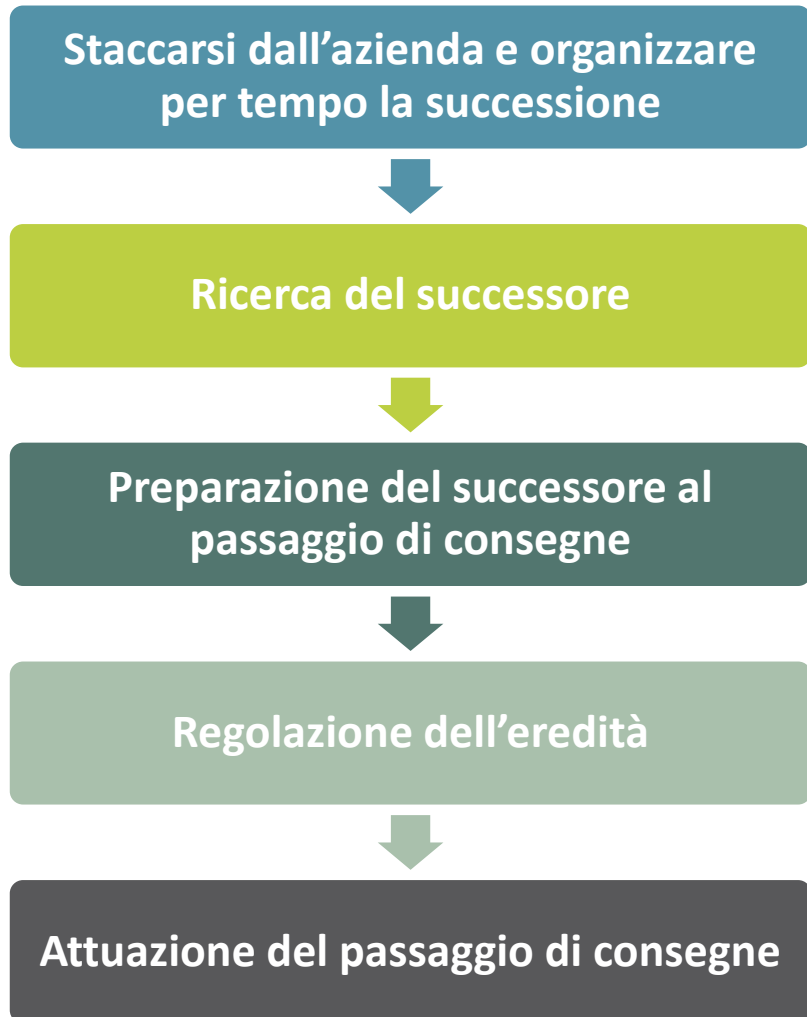 Staccarsi dall’azienda e organizzare
per tempo la successione
Ricerca del successore
Preparazione del successore al
passaggio di consegne
Regolazione dell’eredità
Attuazione del passaggio di consegne